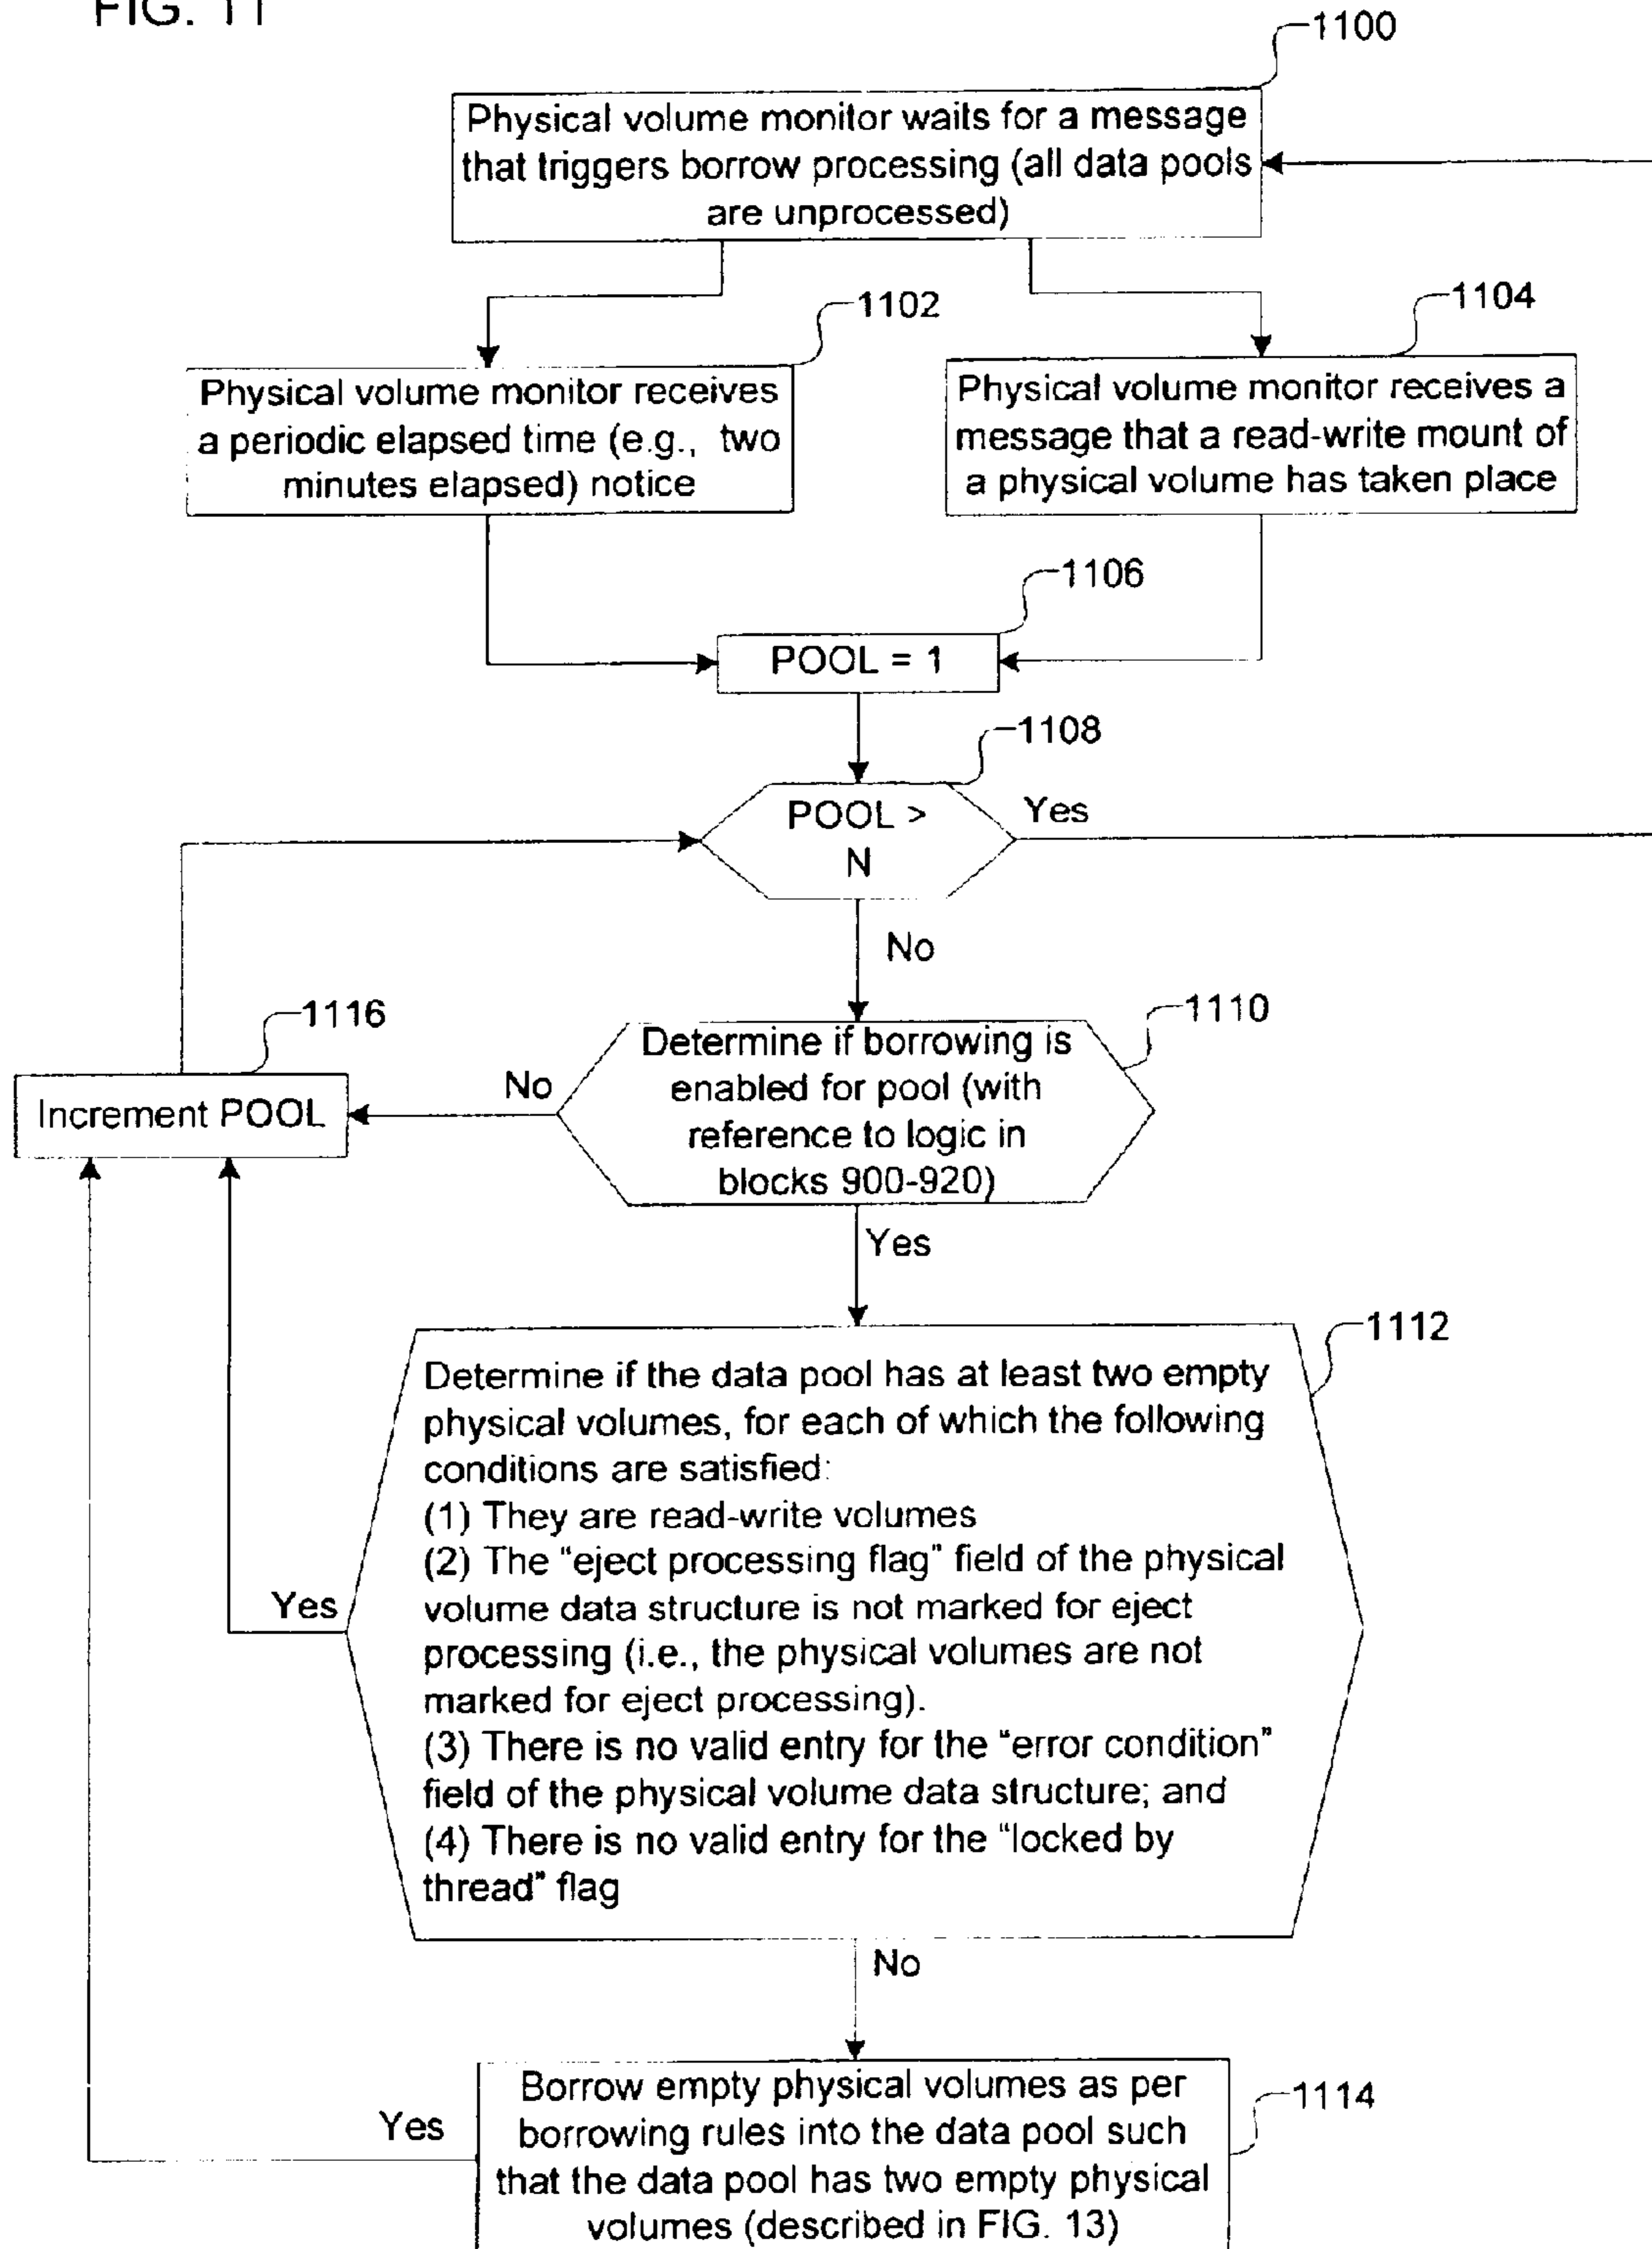 FIG. 11
1100
Physical volume monitor waits for a message
that triggers borrow processing (all data pools
are unprocessed)
1102
1104
Physical volume monitor receives
a periodic elapsed time (e.g., two
minutes elapsed) notice
Physical volume monitor receives a
message that a read-write mount of
a physical volume has taken place
1106
POOL = 1
1108
POOL >
N
Yes
No
1116
1110
Increment POOL
No
Determine if borrowing is
enabled for pool (with
reference to logic in
blocks 900-920)
Yes
1112
Determine if the data pool has at least two empty
physical volumes, for each of which the following
conditions are satisfied:
(1) They are read-write volumes
(2) The "eject processing flag" field of the physical
volume data structure is not marked for eject
processing (i.e., the physical volumes are not
marked for eject processing).
(3) There is no valid entry for the "error condition"
field of the physical volume data structure; and
(4) There is no valid entry for the "locked by
thread" flag
Yes
No
Borrow empty physical volumes as per
borrowing rules into the data pool such
that the data pool has two empty physical
volumes (described in FIG. 13)
1114
Yes